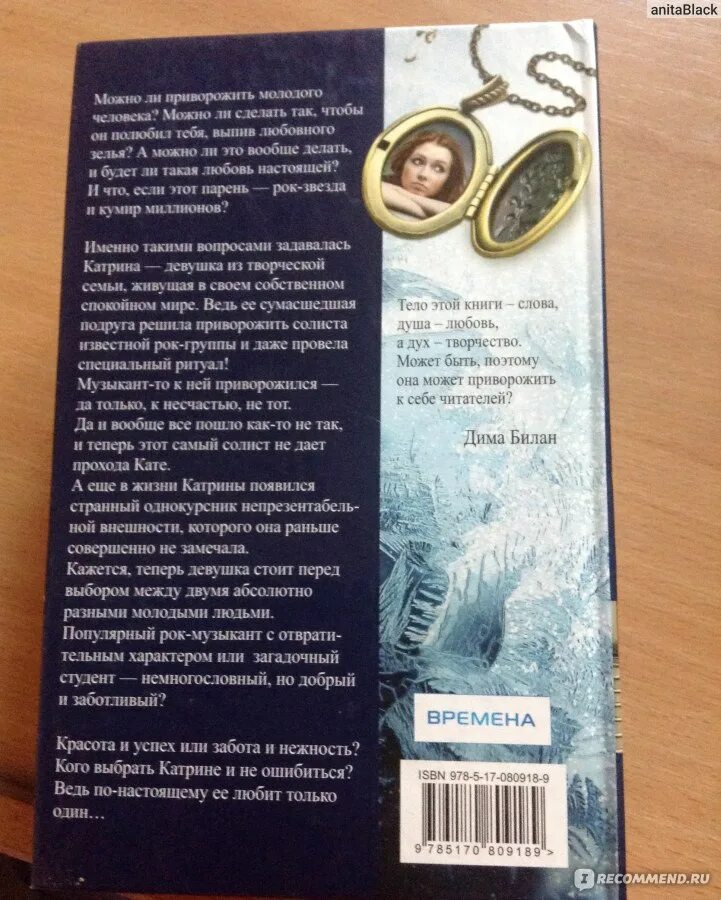 anitaBlack
Можно ли приворожить молодого
человека? Можно ли сделать так, чтобы
он полюбил тебя, выпив любовного
зелья? А можно ли это вообще делать,
и будет ли такая любовь настоящей?
И что, если этот парень — рок-звезда
и кумир миллионов?
Именно такими вопросами задавалась
Катрина — девушка из творческой
семьи, живущая в своем собственном
спокойном мире. Ведь ее сумасшедшая
подруга решила приворожить солиста
известной рок-группы и даже провела
специальный ритуал!
Музыкант-то к ней приворожился —
да только, к несчастью, не тот.
Да и вообще все пошло как-то не так,
и теперь этот самый солист не дает
прохода Кате.
А еще в жизни Катрины появился
странный однокурсник непрезентабель-
ной внешности, которого она раньше
совершенно не замечала.
Кажется, теперь девушка стоит перед
выбором между двумя абсолютно
разными молодыми людьми.
Популярный рок-музыкант с отврати-
тельным характером или загадочный
студент — немногословный, но добрый
и заботливый?
Красота и успех или забота и нежность?
Кого выбрать Катрине и не ошибиться?
Ведь по-настоящему ее любит только
один…
Тело этой книги – слова,
душа – любовь,
а дух – творчество.
Может быть, поэтому
она может приворожить
к себе читателей?
Дима Билан
ВРЕМЕНА
ISBN 978-5-17-080918-9
9 785170 809189 >
IRECOMMEND.RU